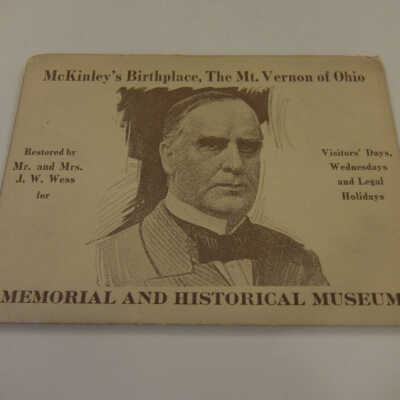 McKinley's Birthplace, The Mt. Vernon of Ohio
Restored by
Mr. and Mrs.
J. W. Wess
for
Visitors' Days,
Wednesdays
and Legal
Holidays
MEMORIAL AND HISTORICAL MUSEUM